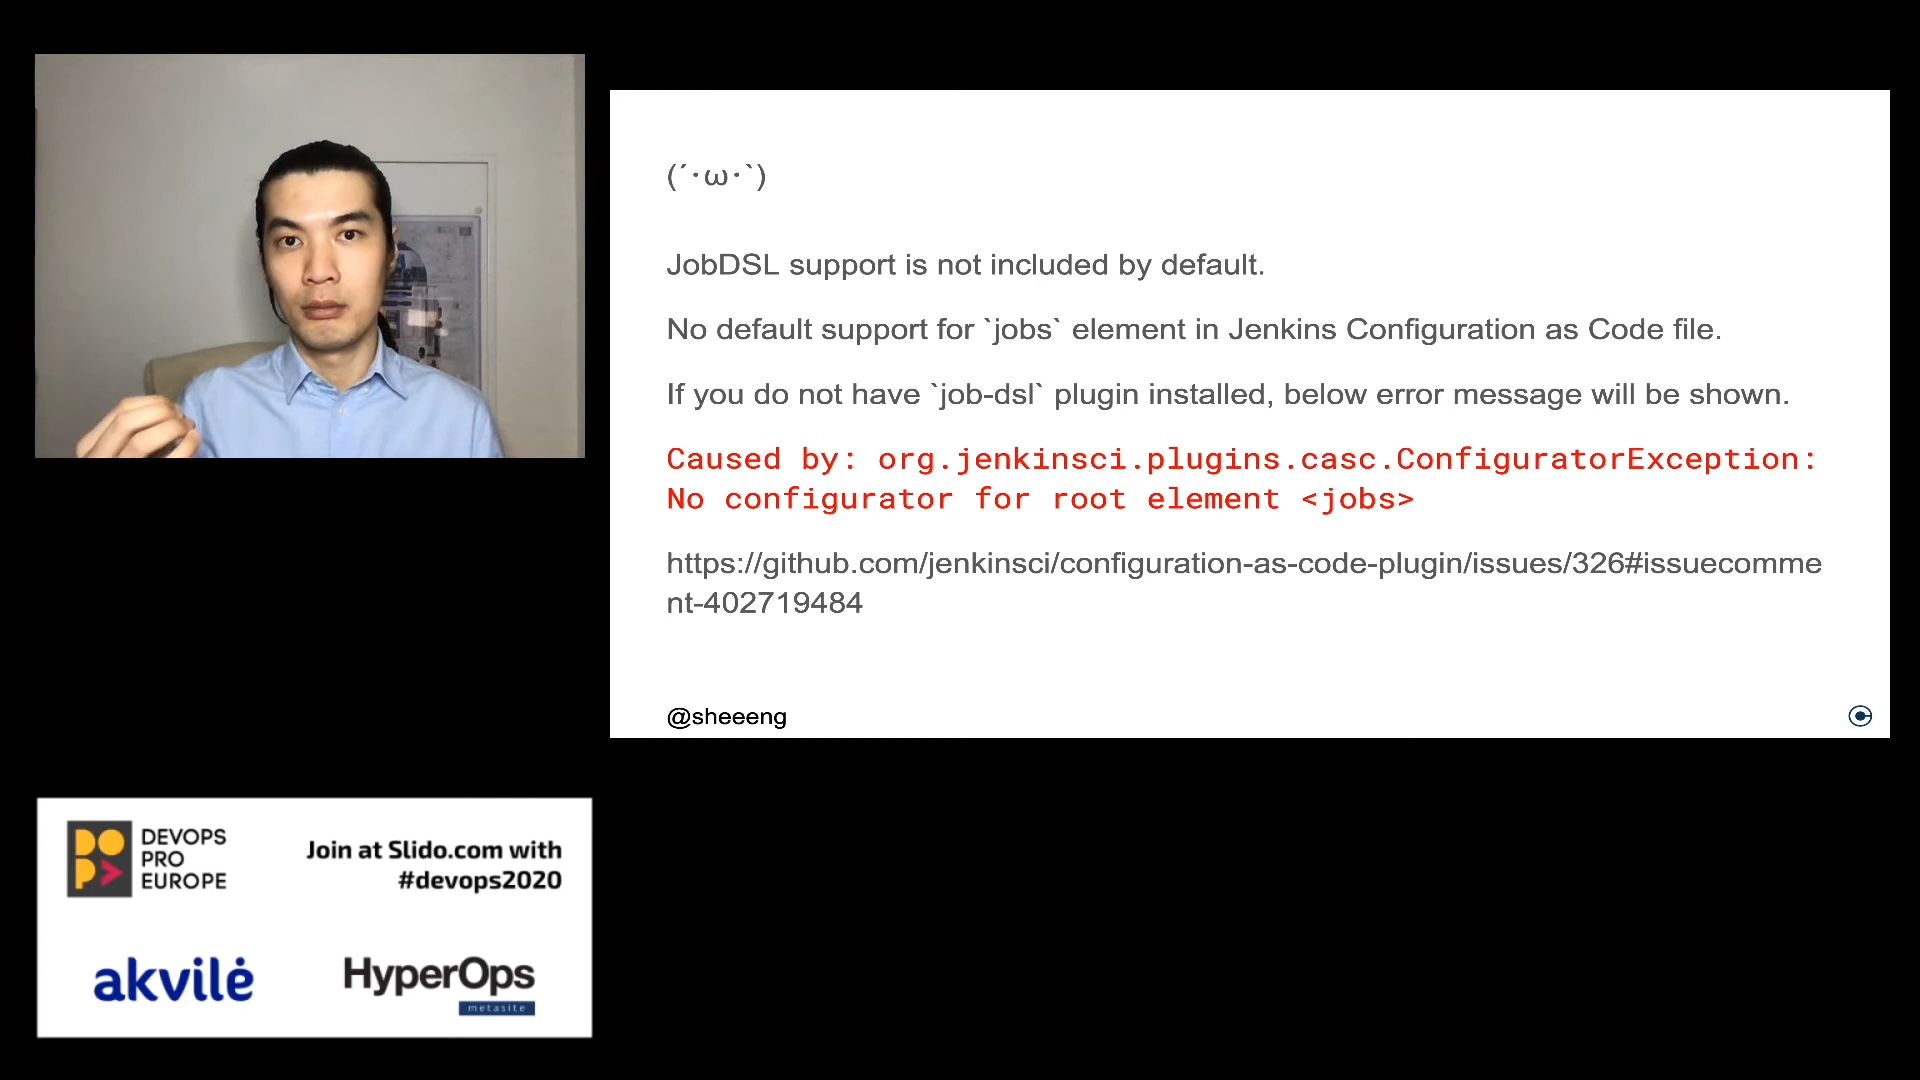 (´･ω･`)
JobDSL support is not included by default.
No default support for `jobs` element in Jenkins Configuration as Code file.
If you do not have `job-dsl` plugin installed, below error message will be shown.
Caused by: org.jenkinsci.plugins.casc.ConfiguratorException:
No configurator for root element <jobs>
https://github.com/jenkinsci/configuration-as-code-plugin/issues/326#issuecomme
nt-402719484
@sheeeng
DEVOPS
PRO
EUROPE
Join at Slido.com with
#devops2020
akvilė
HyperOps
metasite